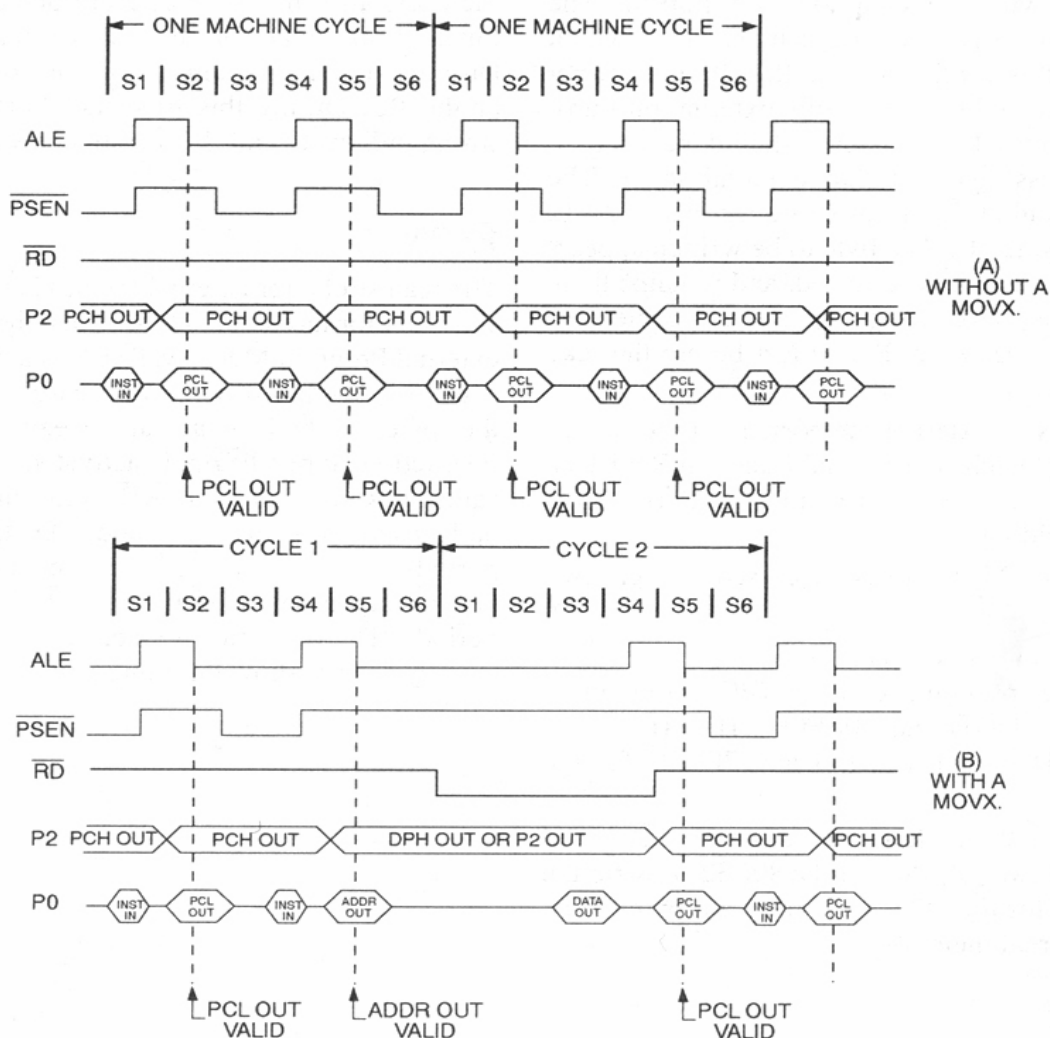 ONE MACHINE CYCLE ONE MACHINE CYCLE
S1 S2 S3 S4 S5 S6 S1 S2 S3 S4 S5 S6
ALE
PSEN
RD
(A)
WITHOUT A
MOVX.
P2 PCH OUT PCH OUT PCH OUT PCH OUT PCH OUT PCH OUT
P0 INST IN PCL OUT INST IN PCL OUT INST IN PCL OUT INST IN PCL OUT INST IN PCL OUT
PCL OUT VALID PCL OUT VALID PCL OUT VALID PCL OUT VALID
CYCLE 1 CYCLE 2
S1 S2 S3 S4 S5 S6 S1 S2 S3 S4 S5 S6
ALE
PSEN
RD
(B)
WITH A
MOVX.
P2 PCH OUT PCH OUT DPH OUT OR P2 OUT PCH OUT PCH OUT
P0 INST IN PCL OUT INST IN ADDR OUT DATA OUT PCL OUT INST IN PCL OUT
PCL OUT VALID ADDR OUT VALID PCL OUT VALID